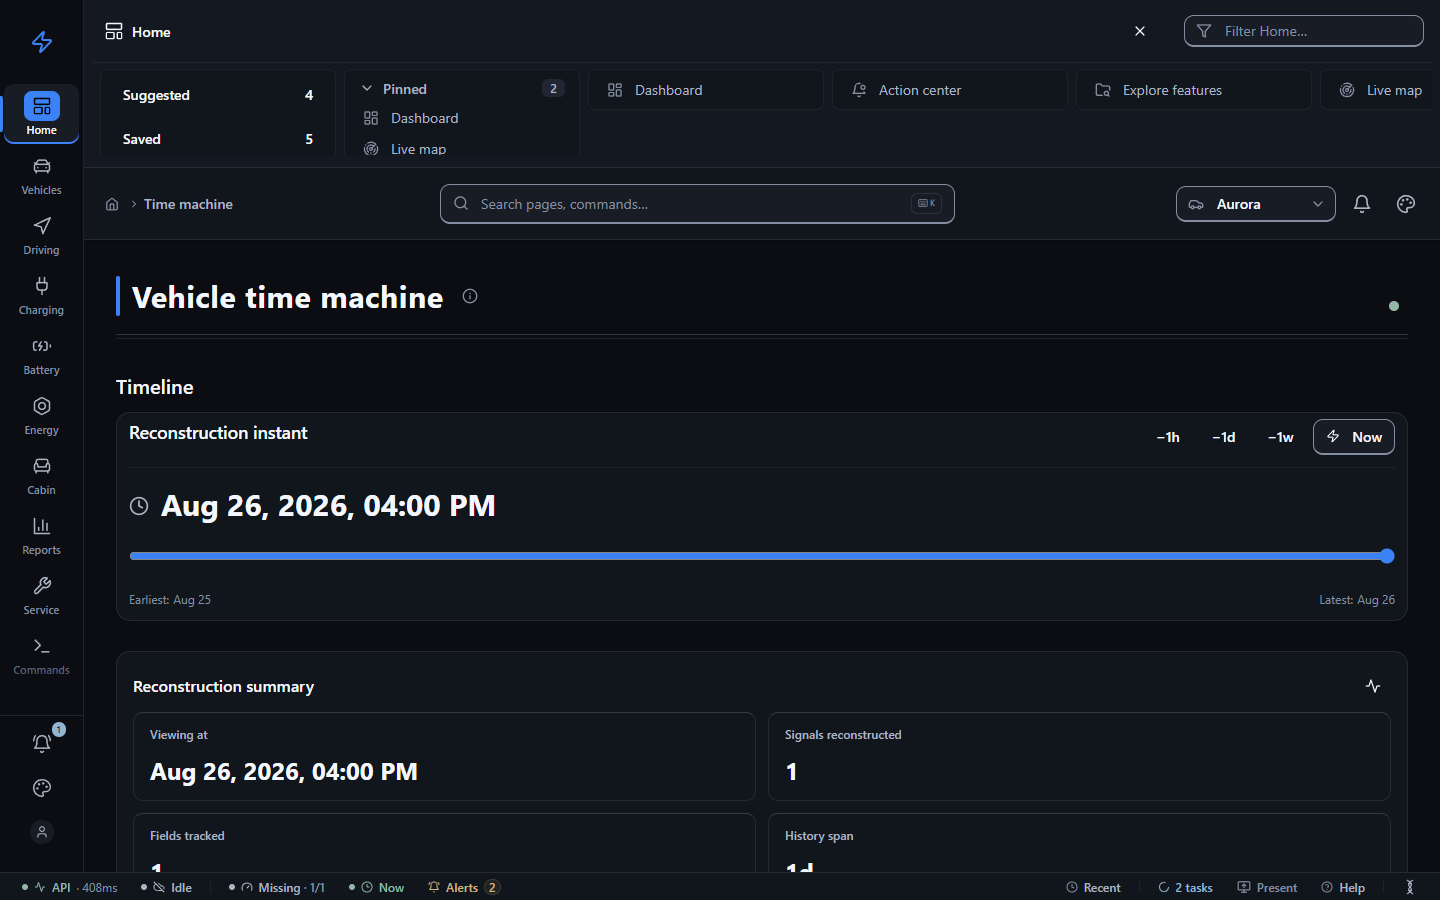 Home
Filter Home...
Home
Vehicles
Driving
Charging
Battery
Energy
Cabin
Reports
Service
Commands
1
Suggested 4
Saved 5
Pinned 2
Dashboard
Live map
Dashboard
Action center
Explore features
Live map
Time machine
Search pages, commands...
K
Aurora
Vehicle time machine
Timeline
Reconstruction instant
−1h
−1d
−1w
Now
Aug 26, 2026, 04:00 PM
Earliest: Aug 25
Latest: Aug 26
Reconstruction summary
Viewing at
Aug 26, 2026, 04:00 PM
Signals reconstructed
1
Fields tracked
1
History span
1d
API · 408ms
Idle
Missing · 1/1
Now
Alerts 2
Recent
2 tasks
Present
Help